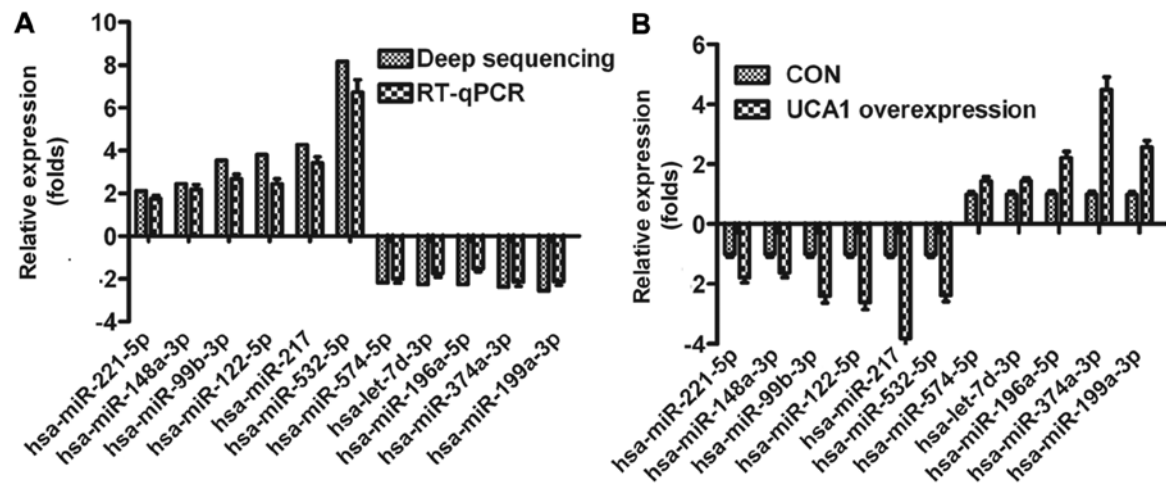 A
Relative expression
(folds)
10
8
6
4
2
0
-2
-4
Deep sequencing
RT-qPCR
hsa-miR-221-5p
hsa-miR-148a-3p
hsa-miR-99b-3p
hsa-miR-122-5p
hsa-miR-217
hsa-miR-532-5p
hsa-miR-574-5p
hsa-let-7d-3p
hsa-miR-196a-5p
hsa-miR-374a-3p
hsa-miR-199a-3p
B
Relative expression
(folds)
6
4
2
0
2
-4
CON
UCA1 overexpression
hsa-miR-221-5p
hsa-miR-148a-3p
hsa-miR-99b-3p
hsa-miR-122-5p
hsa-miR-217
hsa-miR-532-5p
hsa-miR-574-5p
hsa-let-7d-3p
hsa-miR-196a-5p
hsa-miR-374a-3p
hsa-miR-199a-3p